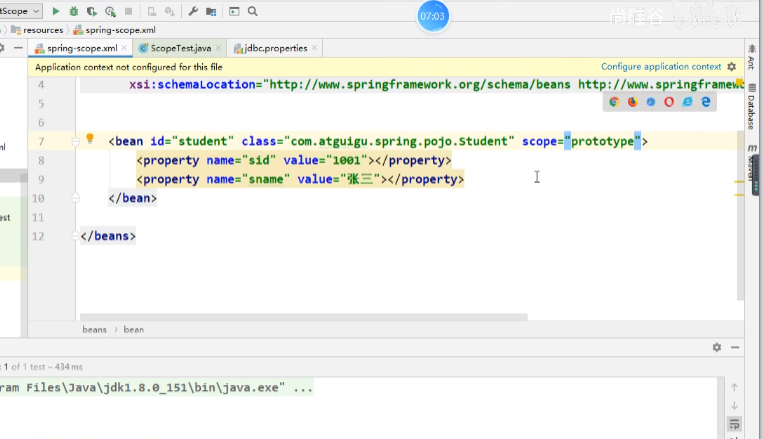 tScope
07:03
尚硅谷
resources
spring-scope.xml
spring-scope.xml
ScopeTest.java
jdbc.properties
Application context not configured for this file
Configure application context
4 xsi:schemaLocation="http://www.springframework.org/schema/beans http://www.springframew
5
6
7 <bean id="student" class="com.atguigu.spring.pojo.Student" scope="prototype">
8 <property name="sid" value="1001"></property>
9 <property name="sname" value="张三"></property>
10 </bean>
11
12 </beans>
ml
est
Ant
Database
Maven
beans
bean
1 of 1 test – 434 ms
ram Files\Java\jdk1.8.0_151\bin\java.exe" ...